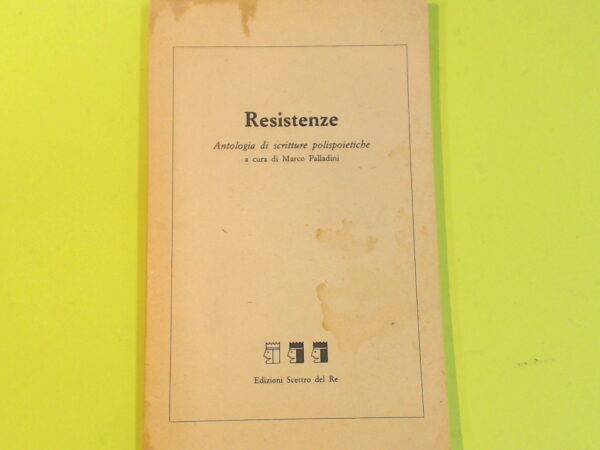 Resistenze
Antologia di scritture polispoietiche
a cura di Marco Palladini
Edizioni Scettro del Re